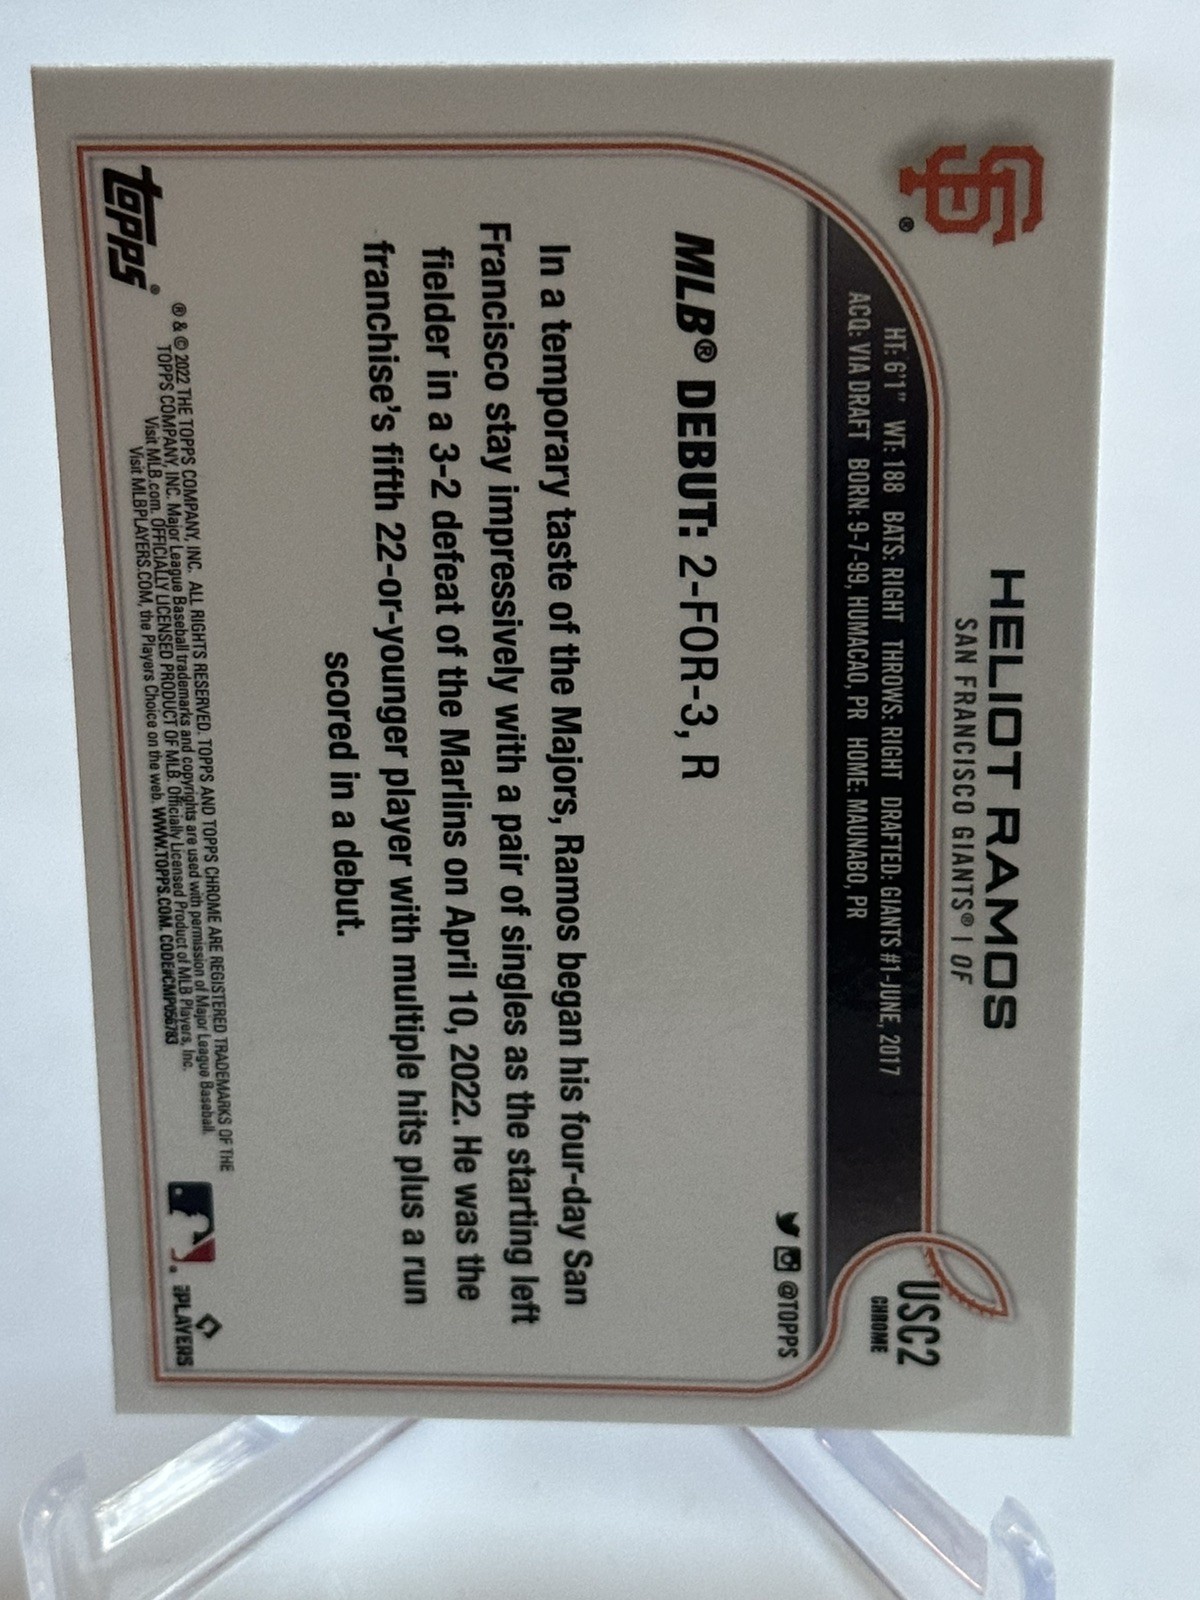 SF ®
HELIOT RAMOS
SAN FRANCISCO GIANTS® | OF
USC2
CHROME
HT: 6'1" WT: 188 BATS: RIGHT THROWS: RIGHT DRAFTED: GIANTS #1-JUNE, 2017
ACQ: VIA DRAFT BORN: 9-7-99, HUMACAO, PR HOME: MAUNABO, PR
@TOPPS
MLB® DEBUT: 2-FOR-3, R
In a temporary taste of the Majors, Ramos began his four-day San
Francisco stay impressively with a pair of singles as the starting left
fielder in a 3-2 defeat of the Marlins on April 10, 2022. He was the
franchise's fifth 22-or-younger player with multiple hits plus a run
scored in a debut.
topps®
® & © 2022 THE TOPPS COMPANY, INC. ALL RIGHTS RESERVED. TOPPS AND TOPPS CHROME ARE REGISTERED TRADEMARKS OF THE
TOPPS COMPANY, INC. Major League Baseball trademarks and copyrights are used with permission of Major League Baseball.
Visit MLB.com. OFFICIALLY LICENSED PRODUCT OF MLB. Officially Licensed Product of MLB Players, Inc.
Visit MLBPLAYERS.COM, the Players Choice on the web. WWW.TOPPS.COM. CODE#CMP056783
PLAYERS